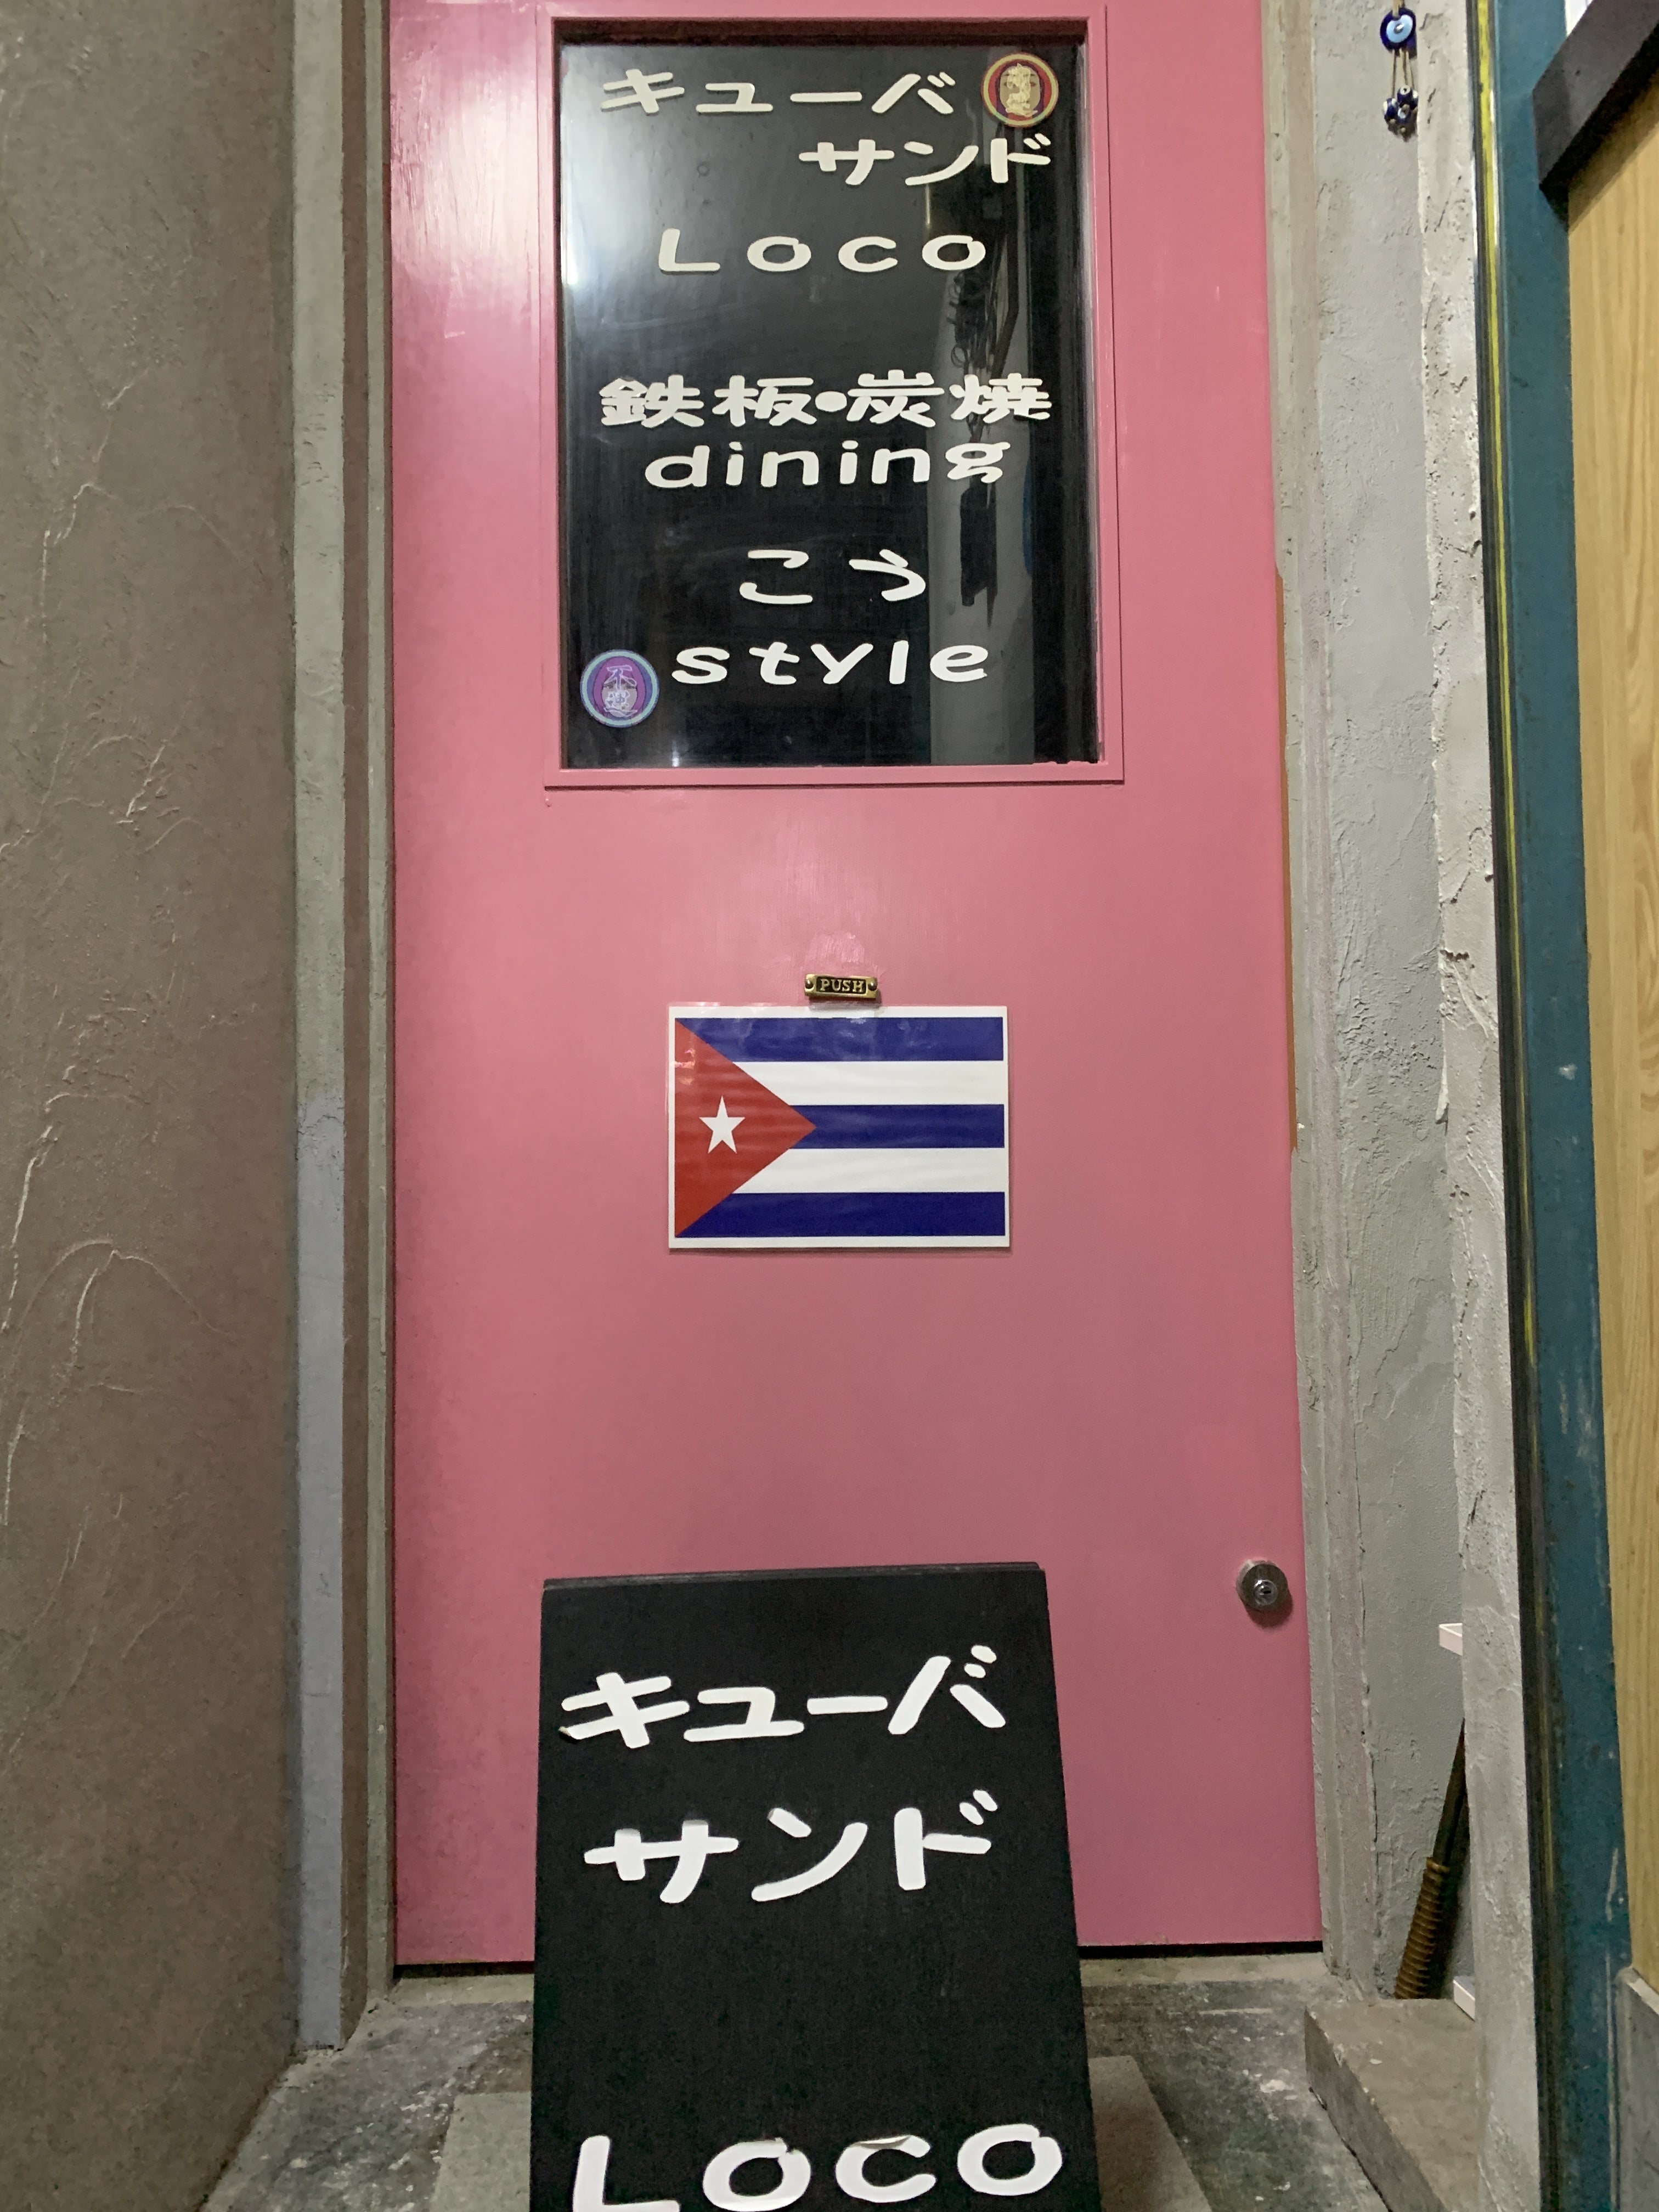 キューバ
サンド
LOCO
鉄板・炭焼
dining
こう
style
PUSH
キューバ
サンド
LOCO